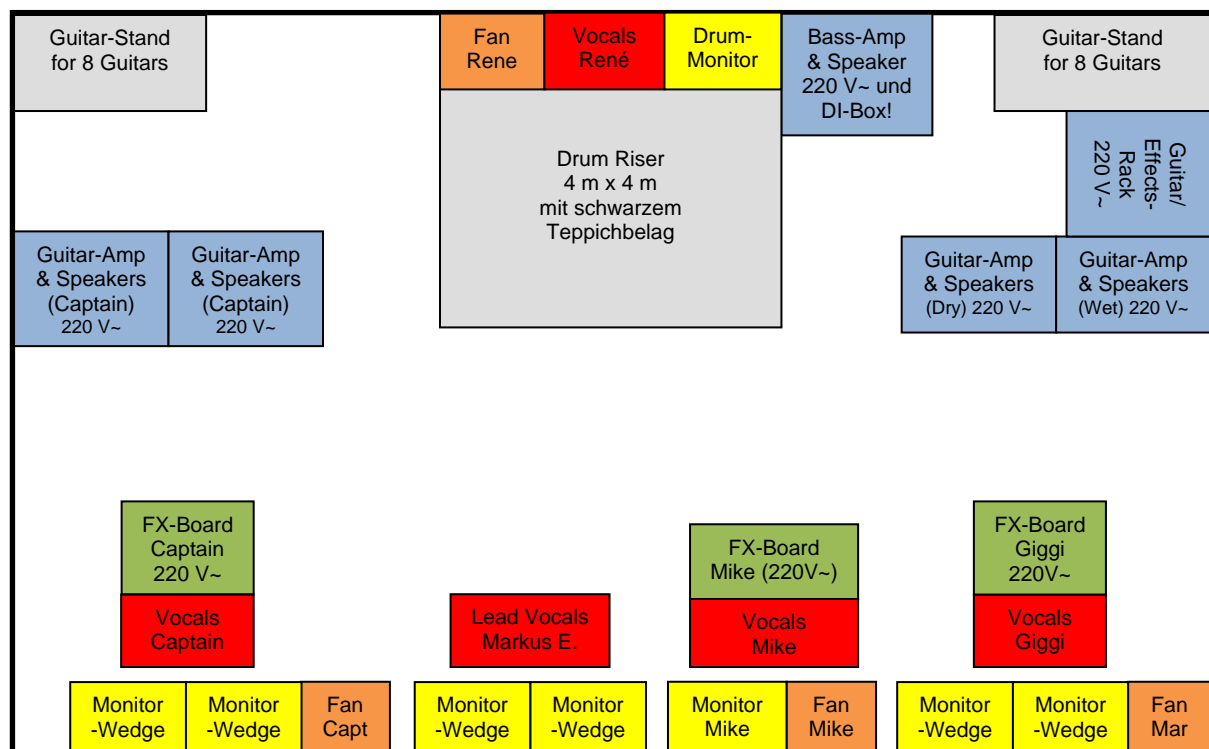 Guitar-Stand
for 8 Guitars
Fan
Rene
Vocals
René
Drum-
Monitor
Bass-Amp
& Speaker
220 V~ und
DI-Box!
Guitar-Stand
for 8 Guitars
Guitar/
Effects-
Rack
220 V~
Drum Riser
4 m x 4 m
mit schwarzem
Teppichbelag
Guitar-Amp
& Speakers
(Captain)
220 V~
Guitar-Amp
& Speakers
(Captain)
220 V~
Guitar-Amp
& Speakers
(Dry) 220 V~
Guitar-Amp
& Speakers
(Wet) 220 V~
FX-Board
Captain
220 V~
Vocals
Captain
Lead Vocals
Markus E.
FX-Board
Mike (220V~)
Vocals
Mike
FX-Board
Giggi
220V~
Vocals
Giggi
Monitor
-Wedge
Monitor
-Wedge
Fan
Capt
Monitor
-Wedge
Monitor
-Wedge
Monitor
Mike
Fan
Mike
Monitor
-Wedge
Monitor
-Wedge
Fan
Mar